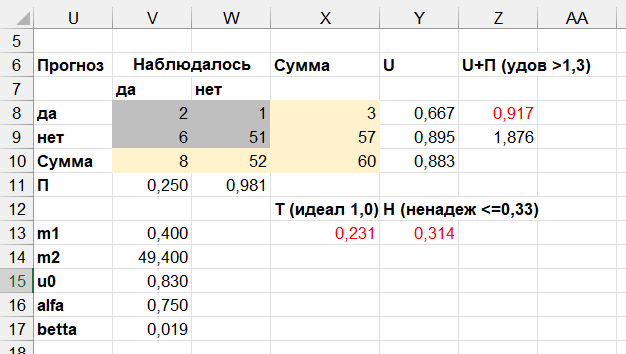 U V W X Y Z AA
5
6 Прогноз Наблюдалось Сумма U U+П (удов >1,3)
7 да нет
8 да 2 1 3 0,667 0,917
9 нет 6 51 57 0,895 1,876
10 Сумма 8 52 60 0,883
11 П 0,250 0,981
12 Т (идеал 1,0) Н (ненадеж <=0,33)
13 m1 0,400 0,231 0,314
14 m2 49,400
15 u0 0,830
16 alfa 0,750
17 betta 0,019
18